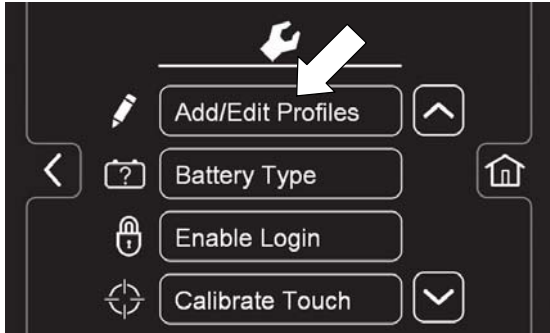 Add/Edit Profiles
?
Battery Type
Enable Login
Calibrate Touch